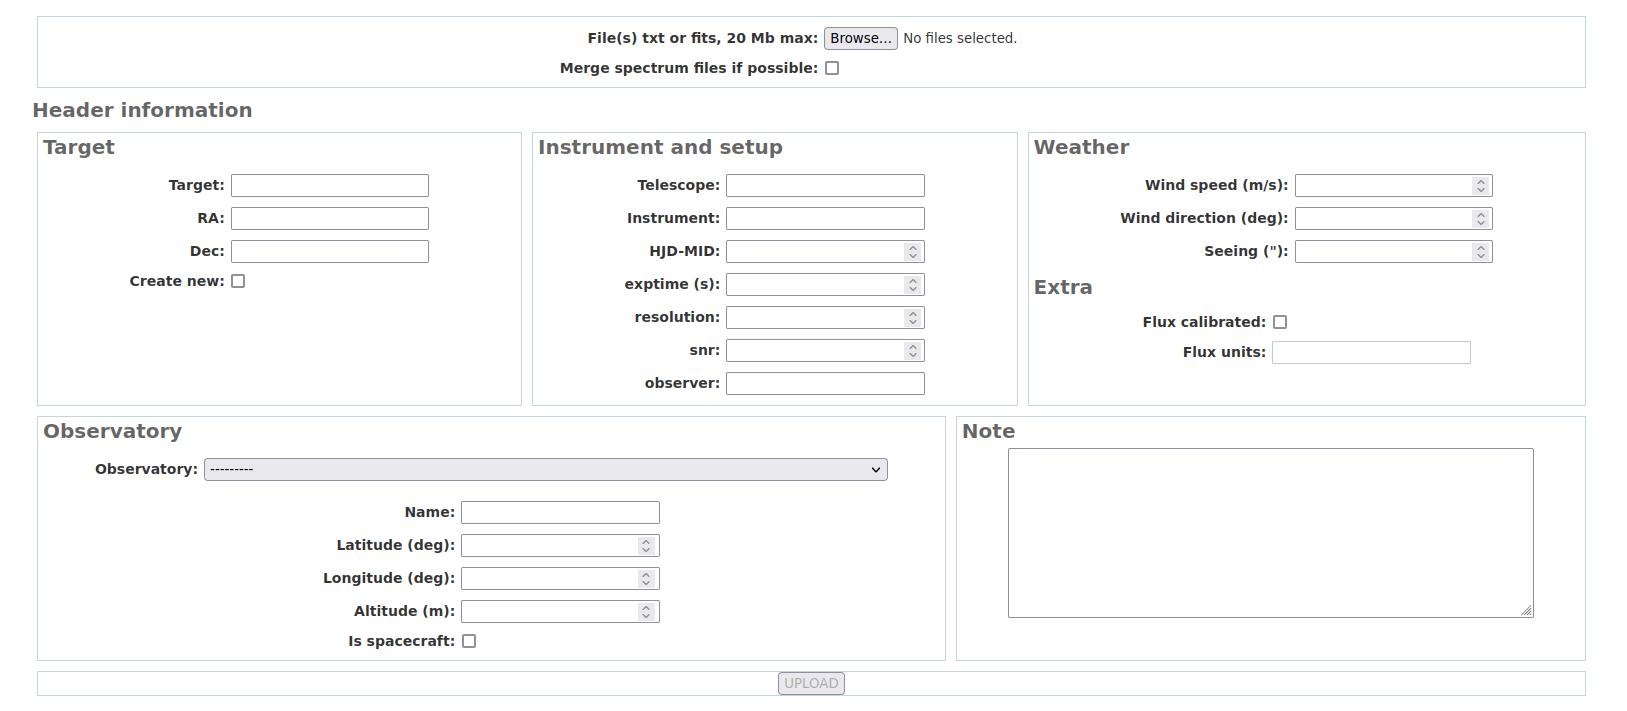 File(s) txt or fits, 20 Mb max: Browse... No files selected.
Merge spectrum files if possible:
Header information
Target
Target:
RA:
Dec:
Create new:
Instrument and setup
Telescope:
Instrument:
HJD-MID:
exptime (s):
resolution:
snr:
observer:
Weather
Wind speed (m/s):
Wind direction (deg):
Seeing ("):
Extra
Flux calibrated:
Flux units:
Observatory
Observatory: ---------
Name:
Latitude (deg):
Longitude (deg):
Altitude (m):
Is spacecraft:
Note
UPLOAD